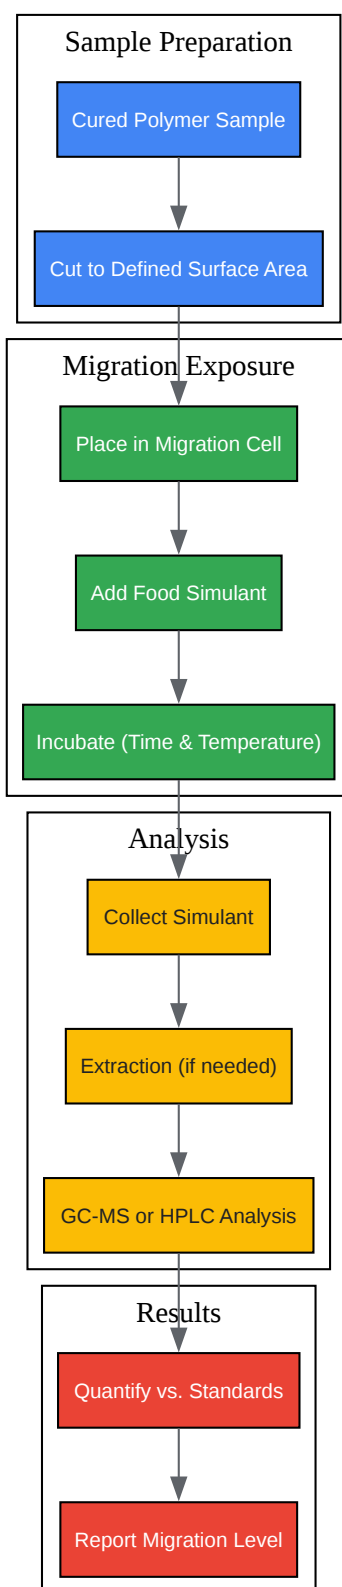 Sample Preparation
Cured Polymer Sample
Cut to Defined Surface Area
Migration Exposure
Place in Migration Cell
Add Food Simulant
Incubate (Time & Temperature)
Analysis
Collect Simulant
Extraction (if needed)
GC-MS or HPLC Analysis
Results
Quantify vs. Standards
Report Migration Level